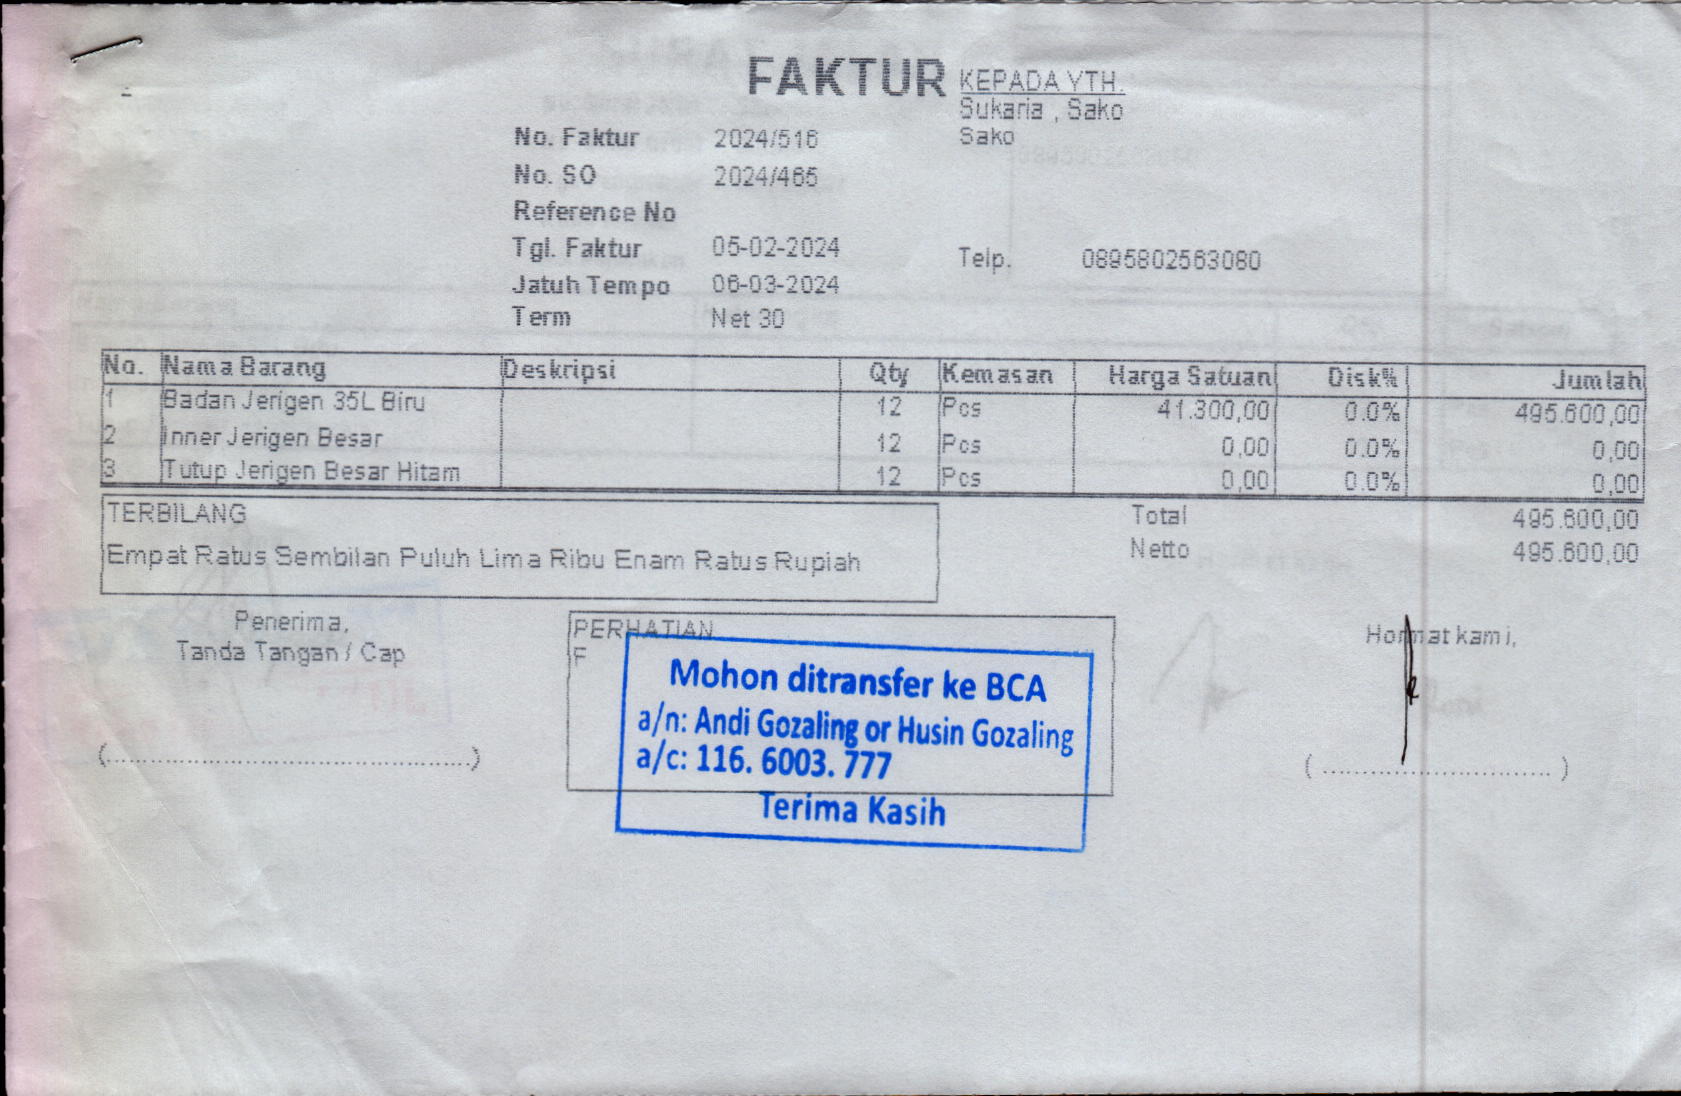 FAKTUR
KEPADA YTH.
Sukaria , Sako
Sako
No. Faktur 2024/516
No. SO 2024/465
Reference No
Tgl. Faktur 05-02-2024
Jatuh Tempo 06-03-2024
Term Net 30
Telp. 0895802563080
No. Nama Barang Deskripsi Qty Kemasan Harga Satuan Disk% Jumlah
1 Badan Jerigen 35L Biru 12 Pcs 41.300,00 0.0% 495.600,00
2 Inner Jerigen Besar 12 Pcs 0,00 0.0% 0,00
3 Tutup Jerigen Besar Hitam 12 Pcs 0,00 0.0% 0,00
TERBILANG
Empat Ratus Sembilan Puluh Lima Ribu Enam Ratus Rupiah
Total 495.600,00
Netto 495.600,00
Penerima,
Tanda Tangan / Cap
(..............................................)
PERHATIAN
F
Mohon ditransfer ke BCA
a/n: Andi Gozaling or Husin Gozaling
a/c: 116. 6003. 777
Terima Kasih
Hormat kami,
( ............................. )